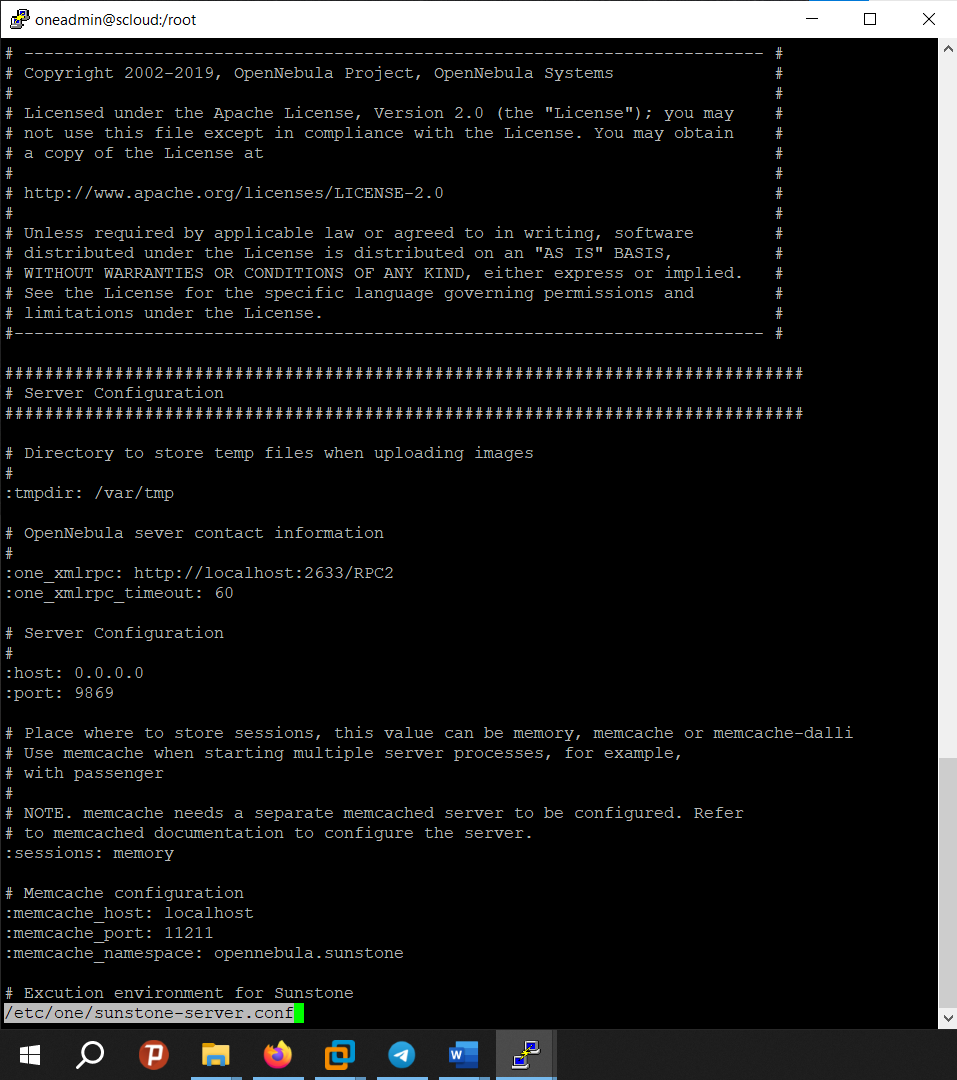 oneadmin@scloud:/root
# -------------------------------------------------------------------------- #
# Copyright 2002-2019, OpenNebula Project, OpenNebula Systems #
# #
# Licensed under the Apache License, Version 2.0 (the "License"); you may #
# not use this file except in compliance with the License. You may obtain #
# a copy of the License at #
# #
# http://www.apache.org/licenses/LICENSE-2.0 #
# #
# Unless required by applicable law or agreed to in writing, software #
# distributed under the License is distributed on an "AS IS" BASIS, #
# WITHOUT WARRANTIES OR CONDITIONS OF ANY KIND, either express or implied. #
# See the License for the specific language governing permissions and #
# limitations under the License. #
#--------------------------------------------------------------------------- #
################################################################################
# Server Configuration
################################################################################
# Directory to store temp files when uploading images
#
:tmpdir: /var/tmp
# OpenNebula sever contact information
#
:one_xmlrpc: http://localhost:2633/RPC2
:one_xmlrpc_timeout: 60
# Server Configuration
#
:host: 0.0.0.0
:port: 9869
# Place where to store sessions, this value can be memory, memcache or memcache-dalli
# Use memcache when starting multiple server processes, for example,
# with passenger
#
# NOTE. memcache needs a separate memcached server to be configured. Refer
# to memcached documentation to configure the server.
:sessions: memory
# Memcache configuration
:memcache_host: localhost
:memcache_port: 11211
:memcache_namespace: opennebula.sunstone
# Excution environment for Sunstone
/etc/one/sunstone-server.conf